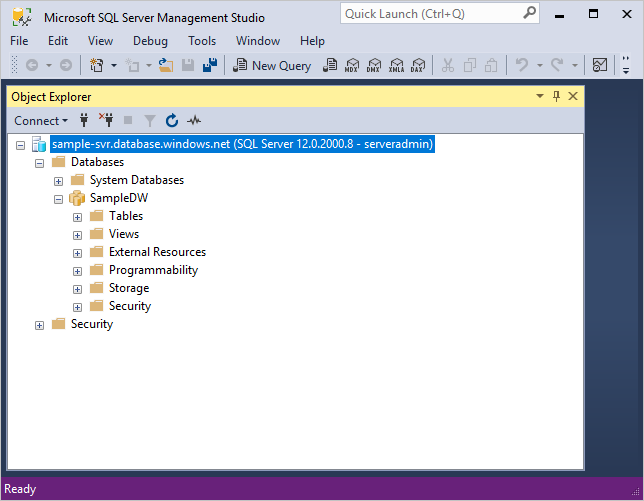 Microsoft SQL Server Management Studio
Quick Launch (Ctrl+Q)
File Edit View Debug Tools Window Help
New Query MDX DMX XMLA DAX
Object Explorer
Connect
sample-svr.database.windows.net (SQL Server 12.0.2000.8 - serveradmin)
Databases
System Databases
SampleDW
Tables
Views
External Resources
Programmability
Storage
Security
Security
Ready